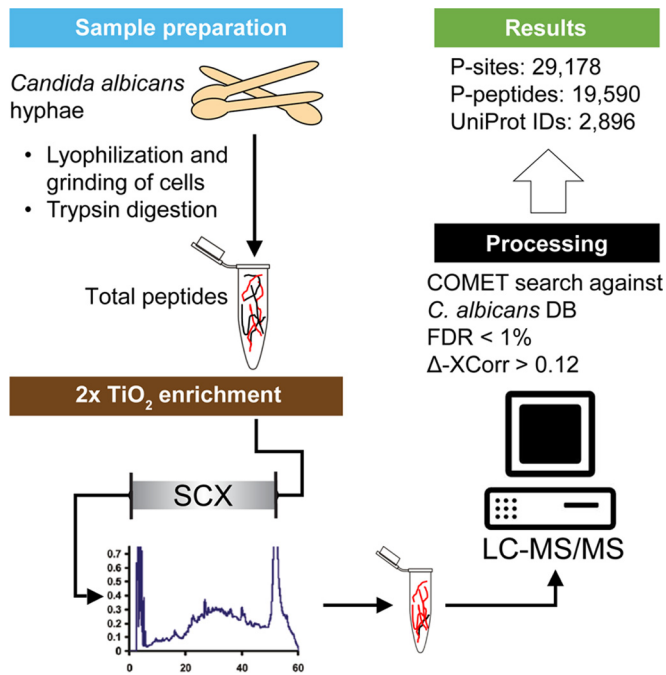 Sample preparation
Candida albicans
hyphae
• Lyophilization and
grinding of cells
• Trypsin digestion
Total peptides
2x TiO₂ enrichment
SCX
0.7
0.6
0.5
0.4
0.3
0.2
0.1
0
0
20
40
60
LC-MS/MS
Processing
COMET search against
C. albicans DB
FDR < 1%
Δ-XCorr > 0.12
Results
P-sites: 29,178
P-peptides: 19,590
UniProt IDs: 2,896